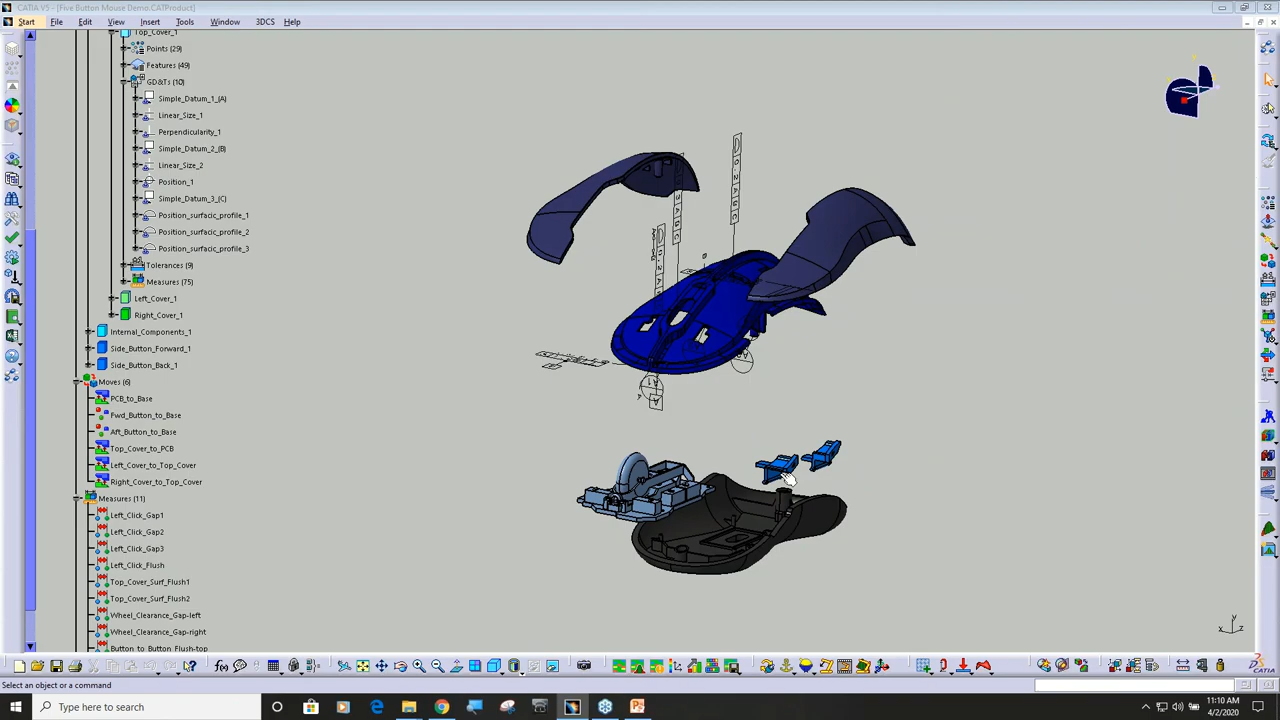 CATIA V5 - [Five Button Mouse Demo.CATProduct]
Start File Edit View Insert Tools 3DCS Help
Top_Cover_1
Points (29)
Features (49)
GD&Ts (10)
Simple_Datum_1_(A)
Linear_Size_1
Perpendicularity_1
Simple_Datum_2_(B)
Linear_Size_2
Position_1
Simple_Datum_3_(C)
Position_surfacic_profile_1
Position_surfacic_profile_2
Position_surfacic_profile_3
Tolerances (9)
Measures (75)
Left_Cover_1
Right_Cover_1
Internal_Components_1
Side_Button_Forward_1
Side_Button_Back_1
Moves (6)
PCB_to_Base
Fwd_Button_to_Base
Aft_Button_to_Base
Top_Cover_to_PCB
Left_Cover_to_Top_Cover
Right_Cover_to_Top_Cover
Measures (11)
Left_Click_Gap1
Left_Click_Gap2
Left_Click_Gap3
Left_Click_Flush
Top_Cover_Surf_Flush1
Top_Cover_Surf_Flush2
Wheel_Clearance_Gap-left
Wheel_Clearance_Gap-right
Button_to_Button_Flush-top
Select an object or a command
CATIA
Type here to search
11:10 AM
4/2/2020